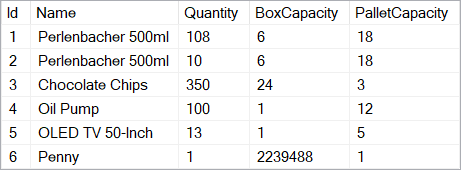 Id Name Quantity BoxCapacity PalletCapacity
1 Perlenbacher 500ml 108 6 18
2 Perlenbacher 500ml 10 6 18
3 Chocolate Chips 350 24 3
4 Oil Pump 100 1 12
5 OLED TV 50-Inch 13 1 5
6 Penny 1 2239488 1